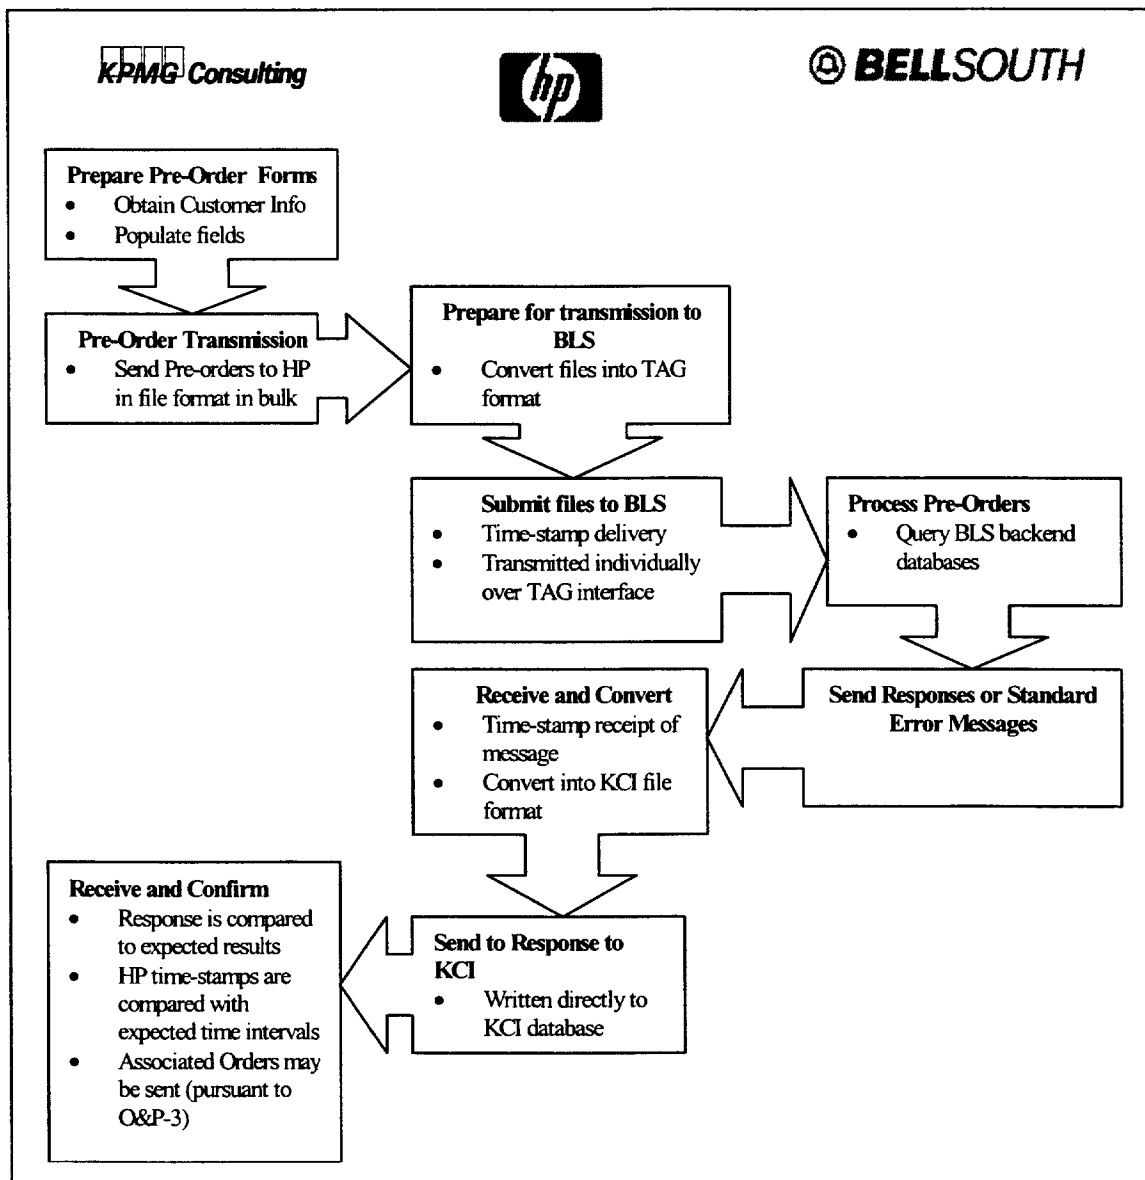 KPMG Consulting
hp
BELLSOUTH
Prepare Pre-Order Forms
• Obtain Customer Info
• Populate fields
Pre-Order Transmission
• Send Pre-orders to HP
in file format in bulk
Prepare for transmission to
BLS
• Convert files into TAG
format
Submit files to BLS
• Time-stamp delivery
• Transmitted individually
over TAG interface
Process Pre-Orders
• Query BLS backend
databases
Send Responses or Standard
Error Messages
Receive and Convert
• Time-stamp receipt of
message
• Convert into KCI file
format
Send to Response to
KCI
• Written directly to
KCI database
Receive and Confirm
• Response is compared
to expected results
• HP time-stamps are
compared with
expected time intervals
• Associated Orders may
be sent (pursuant to
O&P-3)